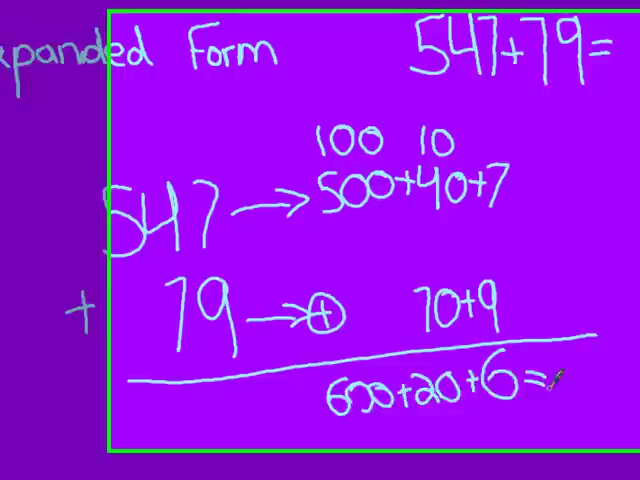 xpanded Form 547+79=
100 10
547 → 500+40+7
+ 79 → + 70+9
600+20+6=